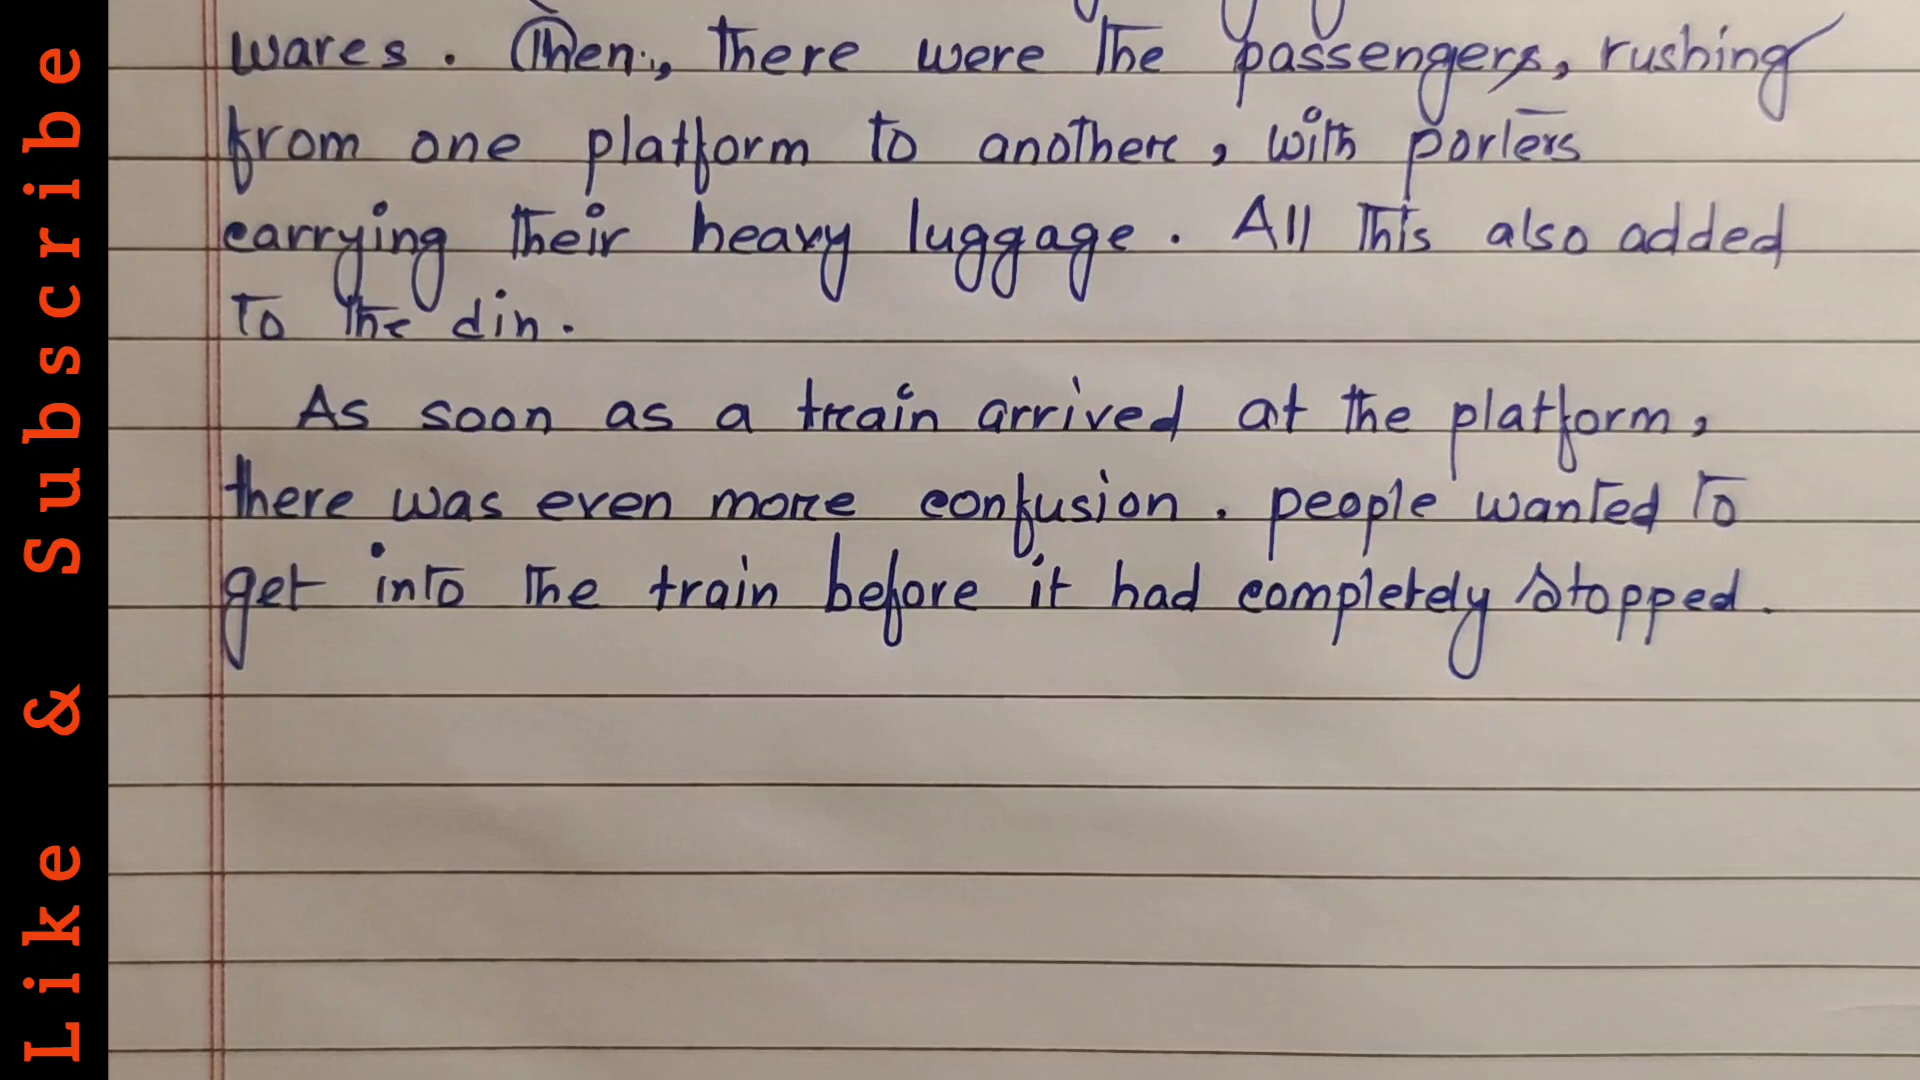 Like & Subscribe
wares. Then, there were the passengers, rushing
from one platform to another, with porters
carrying their heavy luggage. All this also added
to the din.
As soon as a train arrived at the platform,
there was even more confusion. people wanted to
get into the train before it had completely stopped.